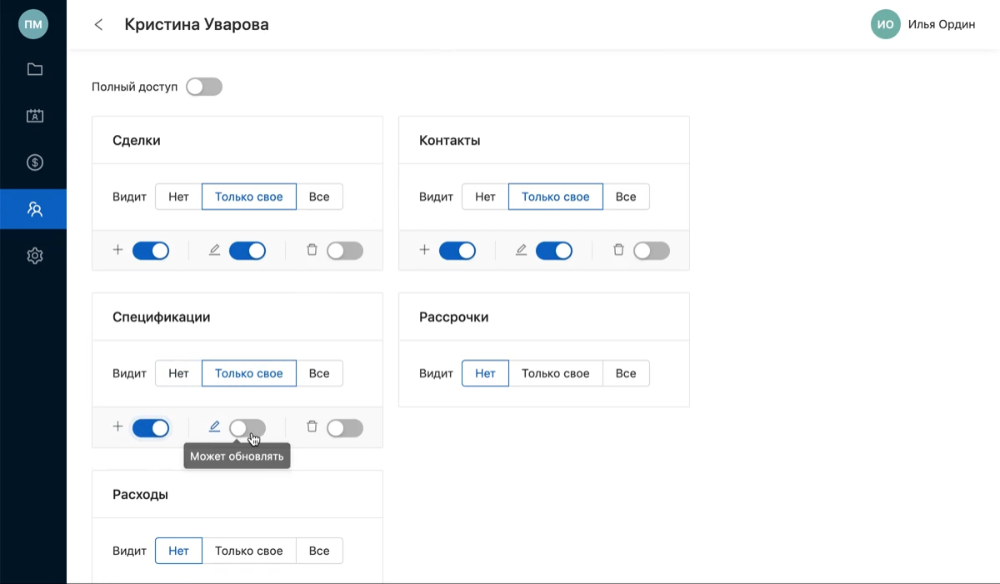 ПМ
Кристина Уварова
ИО Илья Ордин
Полный доступ
Сделки
Видит Нет Только свое Все
Контакты
Видит Нет Только свое Все
Спецификации
Видит Нет Только свое Все
Может обновлять
Рассрочки
Видит Нет Только свое Все
Расходы
Видит Нет Только свое Все